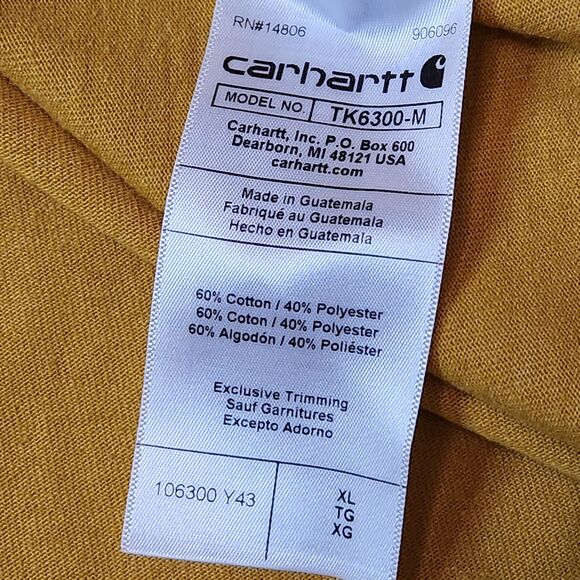 RN#14806 906096
carhartt
MODEL NO TK6300-M
Carhartt, Inc. P.O. Box 600
Dearborn, MI 48121 USA
carhartt.com
Made in Guatemala
Fabriqué au Guatemala
Hecho en Guatemala
60% Cotton / 40% Polyester
60% Coton / 40% Polyester
60% Algodón / 40% Poliéster
Exclusive Trimming
Sauf Garnitures
Excepto Adorno
106300 Y43
XL
TG
XG